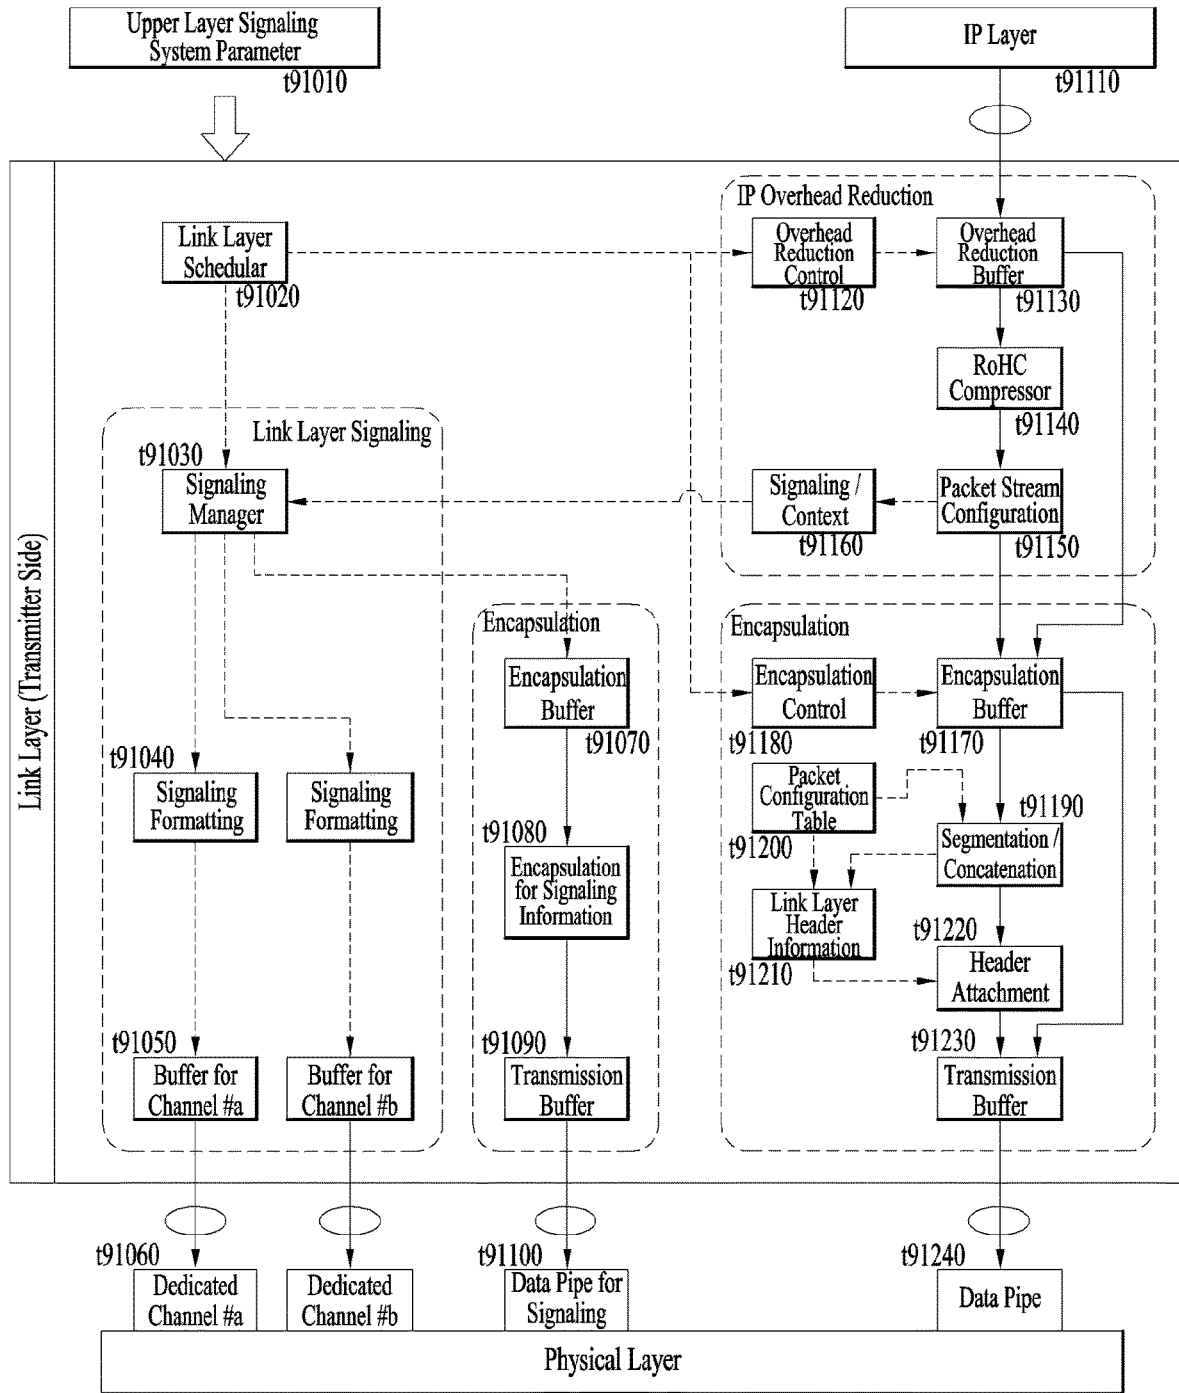 Upper Layer Signaling
System Parameter
t91010
IP Layer
t91110
Link Layer (Transmitter Side)
IP Overhead Reduction
Link Layer
Schedular
t91020
Overhead
Reduction
Control
t91120
Overhead
Reduction
Buffer
t91130
RoHC
Compressor
t91140
Link Layer Signaling
t91030
Signaling
Manager
Signaling /
Context
t91160
Packet Stream
Configuration
t91150
Encapsulation
Encapsulation
Buffer
t91070
Encapsulation
Encapsulation
Control
t91180
Encapsulation
Buffer
t91170
t91040
Signaling
Formatting
Signaling
Formatting
Packet
Configuration
Table
t91200
t91190
Segmentation /
Concatenation
t91080
Encapsulation
for Signaling
Information
Link Layer
Header
Information
t91210
t91220
Header
Attachment
t91050
Buffer for
Channel #a
Buffer for
Channel #b
t91090
Transmission
Buffer
t91230
Transmission
Buffer
t91060
Dedicated
Channel #a
Dedicated
Channel #b
t91100
Data Pipe for
Signaling
t91240
Data Pipe
Physical Layer